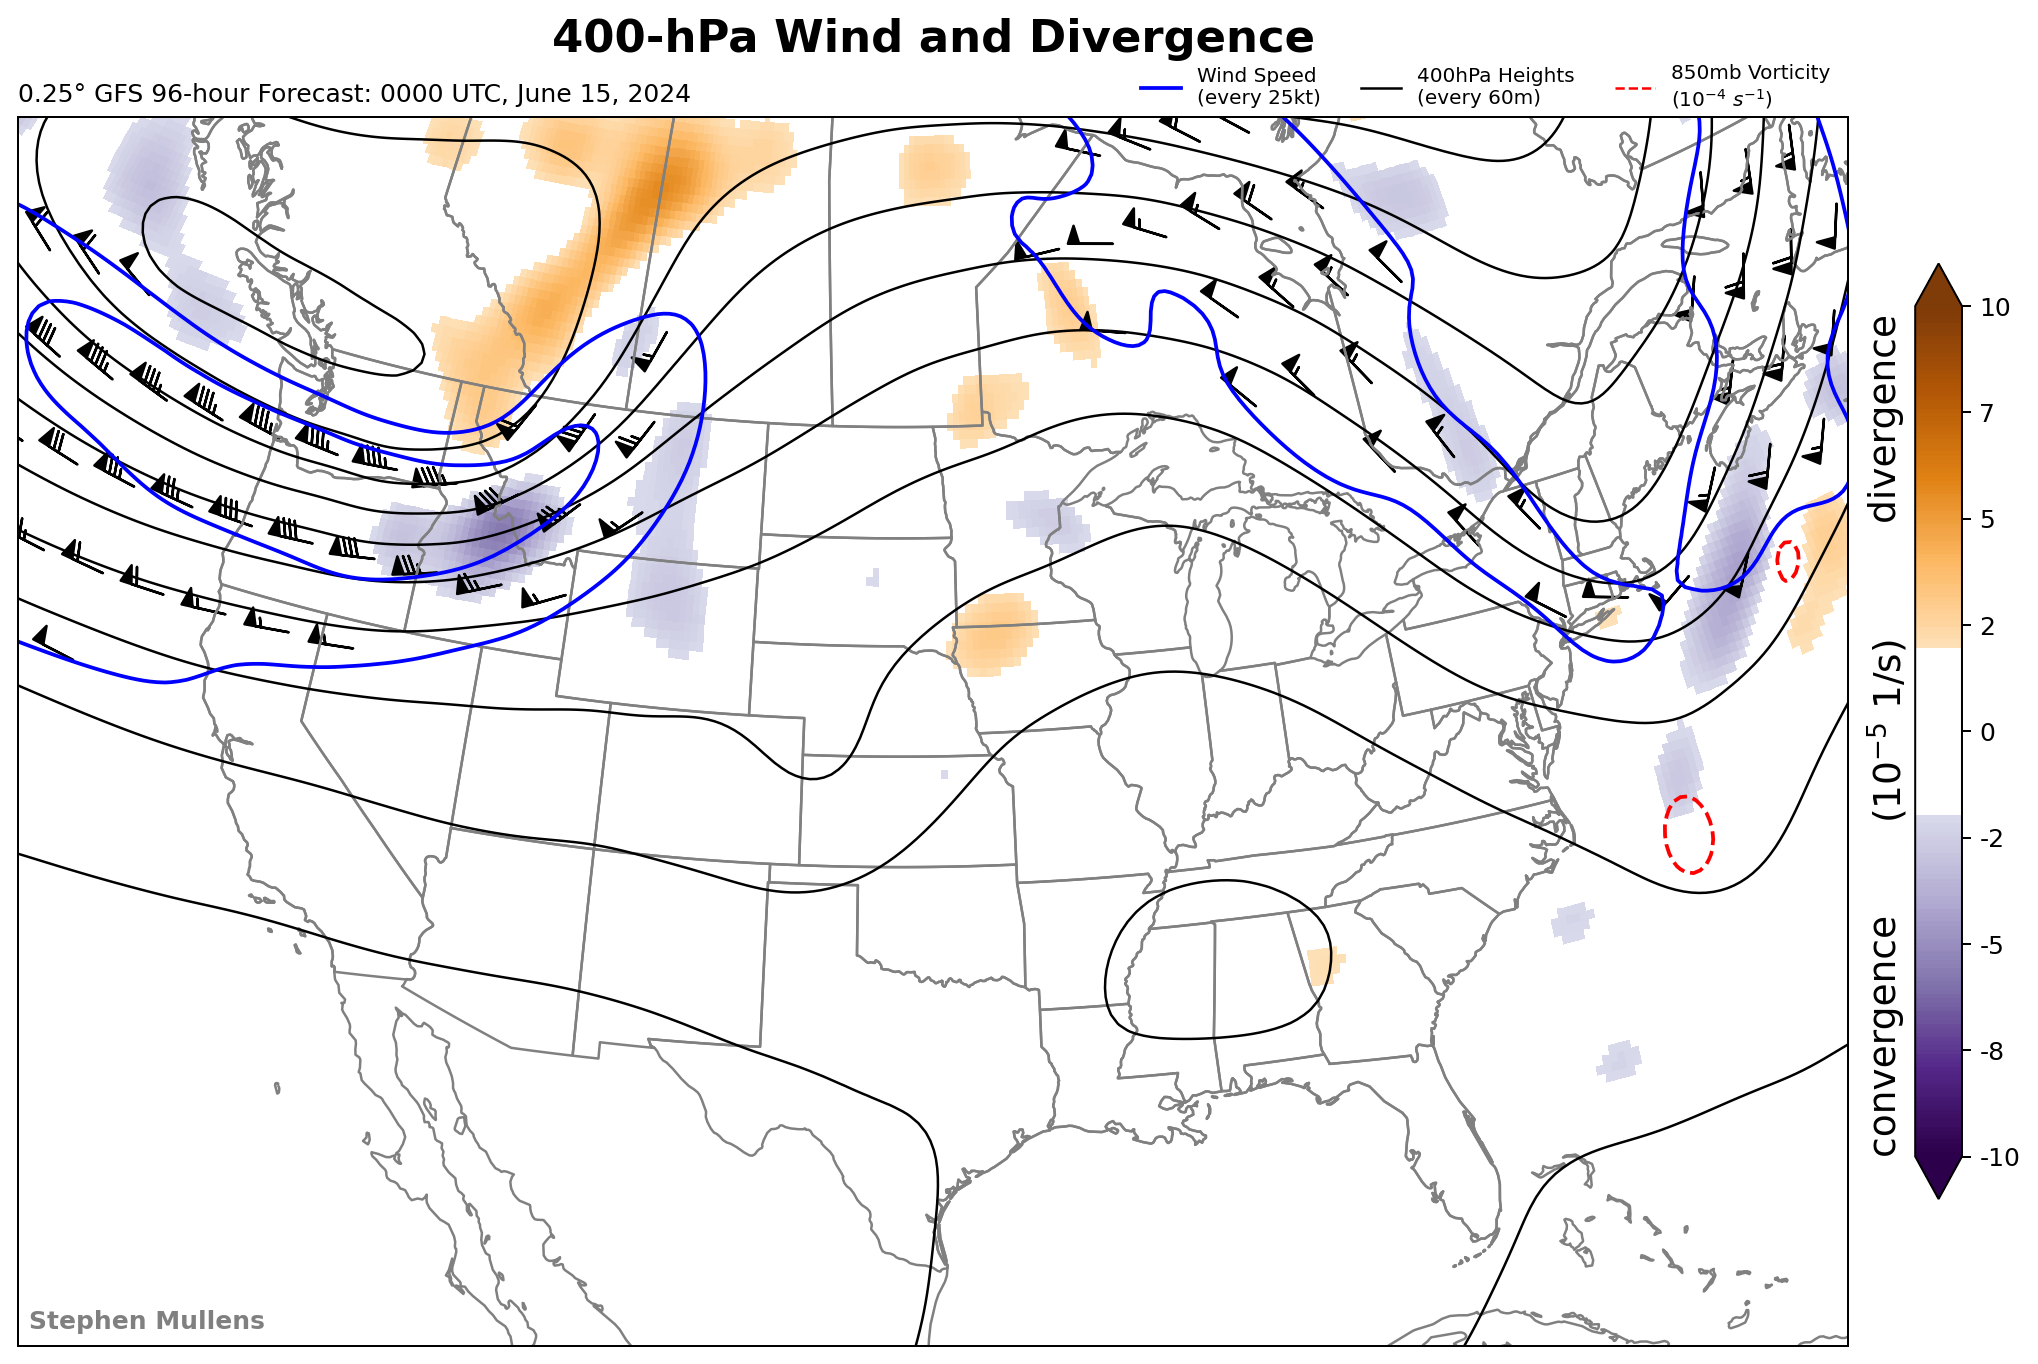 400-hPa Wind and Divergence
0.25° GFS 96-hour Forecast: 0000 UTC, June 15, 2024
Wind Speed
(every 25kt)
400hPa Heights
(every 60m)
850mb Vorticity
(10⁻⁴ s⁻¹)
10
7
5
2
0
-2
-5
-8
-10
convergence (10⁻⁵ 1/s) divergence
Stephen Mullens